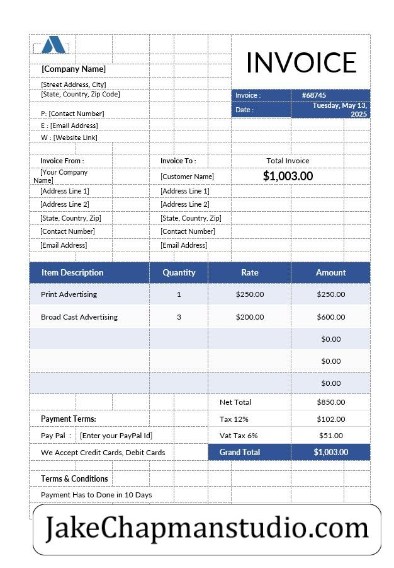 INVOICE
[Company Name]
[Street Address, City]
[State, Country, Zip Code]
Invoice : #68745
Date : Tuesday, May 13, 2025
P: [Contact Number]
E : [Email Address]
W : [Website Link]
Invoice From : Invoice To : Total Invoice
[Your Company Name] [Customer Name] $1,003.00
[Address Line 1] [Address Line 1]
[Address Line 2] [Address Line 2]
[State, Country, Zip] [State, Country, Zip]
[Contact Number] [Contact Number]
[Email Address] [Email Address]
Item Description Quantity Rate Amount
Print Advertising 1 $250.00 $250.00
Broad Cast Advertising 3 $200.00 $600.00
$0.00
$0.00
$0.00
Net Total $850.00
Payment Terms: Tax 12% $102.00
Pay Pal : [Enter your PayPal Id] Vat Tax 6% $51.00
We Accept Credit Cards, Debit Cards Grand Total $1,003.00
Terms & Conditions
Payment Has to Done in 10 Days
JakeChapmanstudio.com